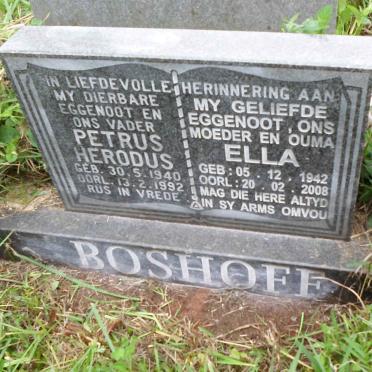 IN LIEFDEVOLLE
MY DIERBARE
EGGENOOT EN
ONS VADER
PETRUS
HERODUS
GEB. 30.5.1940
OORL. 13.2.1992
RUS IN VREDE
HERINNERING AAN
MY GELIEFDE
EGGENOOT, ONS
MOEDER EN OUMA
ELLA
GEB: 05. 12. 1942
OORL: 20. 02. 2008
MAG DIE HERE ALTYD
IN SY ARMS OMVOU
BOSHOFF